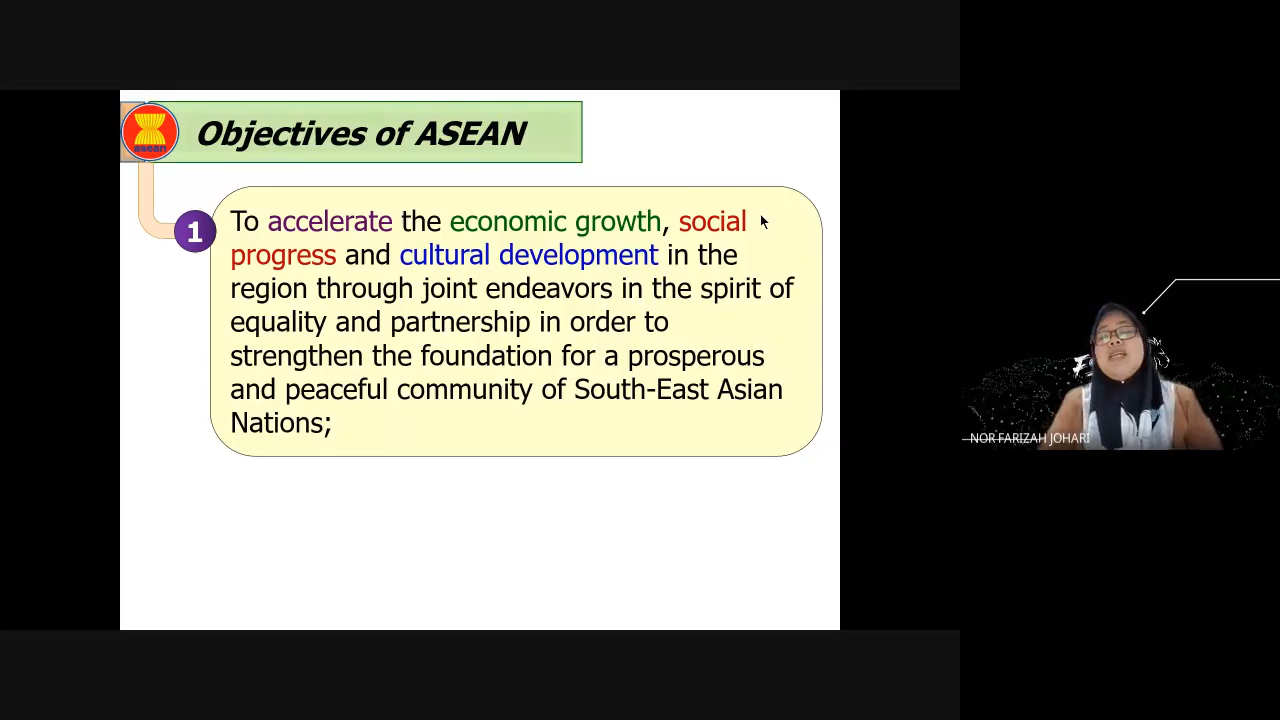 asean
Objectives of ASEAN
1
To accelerate the economic growth, social
progress and cultural development in the
region through joint endeavors in the spirit of
equality and partnership in order to
strengthen the foundation for a prosperous
and peaceful community of South-East Asian
Nations;
NOR FARIZAH JOHARI